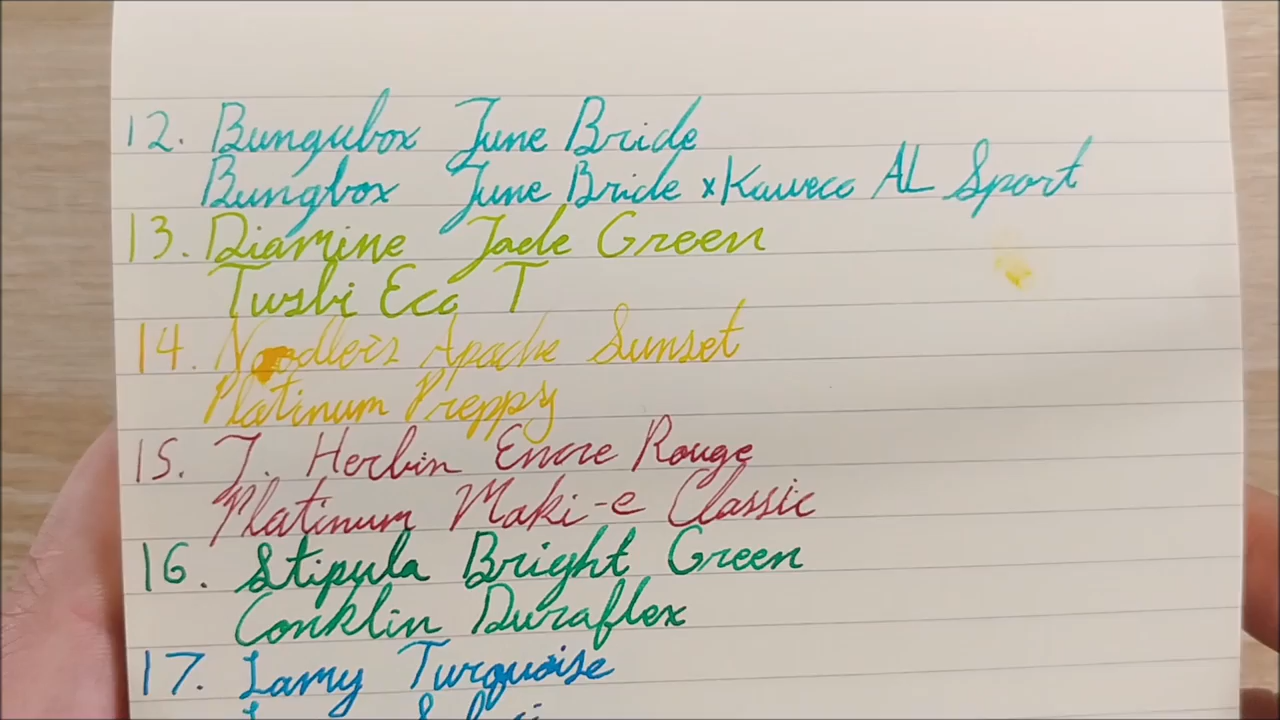 12. Bungubox June Bride
Bungbox June Bride x Kaweco AL Sport
13. Diamine Jade Green
Twsbi Eco T
14. Noodlers Apache Sunset
Platinum Preppy
15. J. Herbin Encre Rouge
Platinum Maki-e Classic
16. Stipula Bright Green
Conklin Duraflex
17. Lamy Turquoise